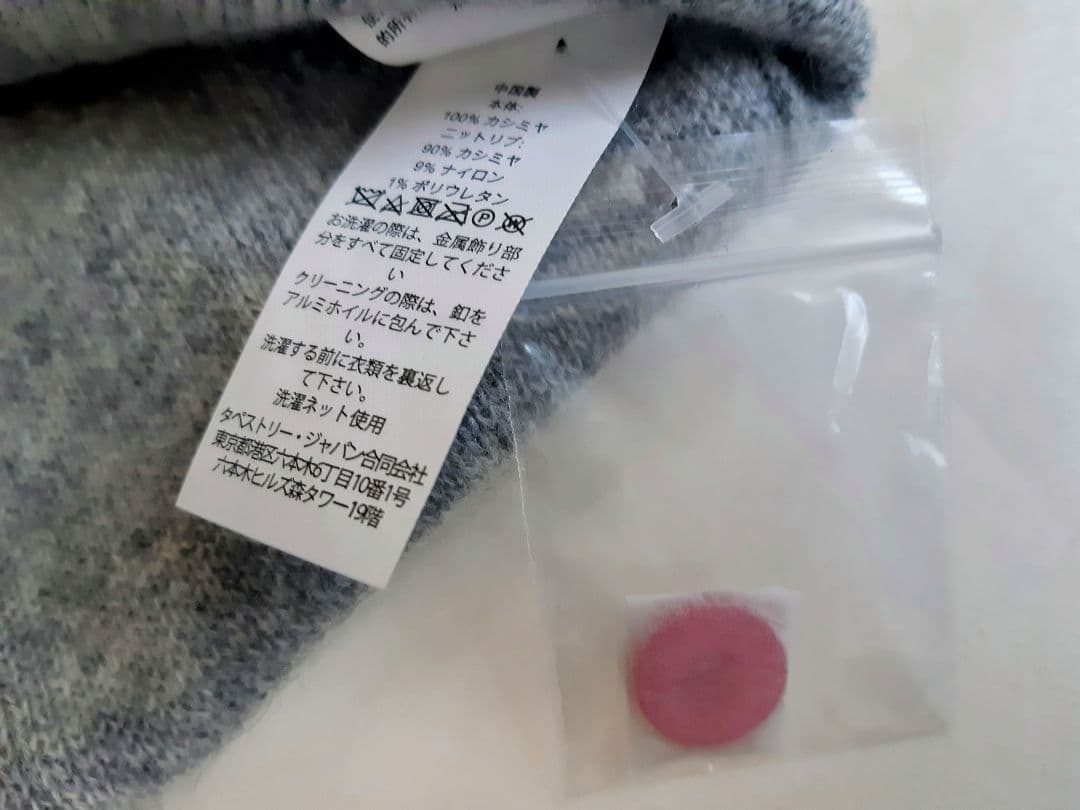 的所有
中国製
本体:
100% カシミヤ
ニットリブ:
90% カシミヤ
9% ナイロン
1% ポリウレタン
P
お洗濯の際は、金属飾り部
分をすべて固定してくださ
い
クリーニングの際は、釦を
アルミホイルに包んで下さ
い。
洗濯する前に衣類を裏返し
て下さい。
洗濯ネット使用
タペストリー・ジャパン合同会社
東京都港区六本木6丁目10番1号
六本木ヒルズ森タワー19階